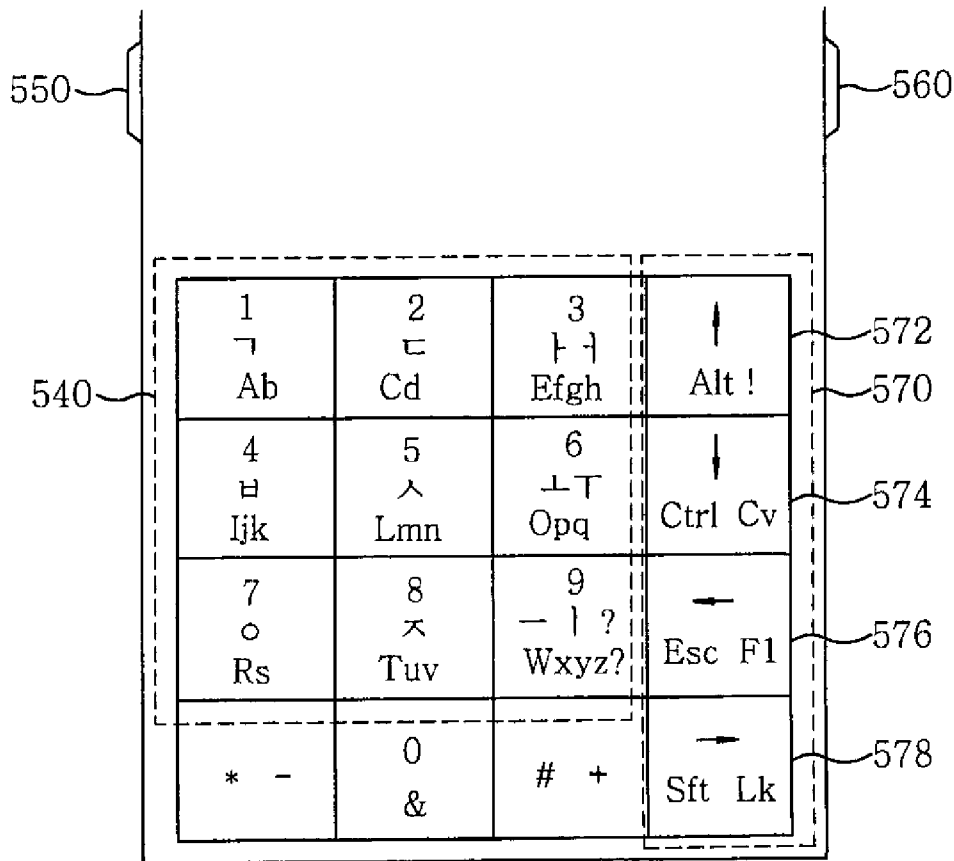 550
560
1
ㄱ
Ab
2
ㄷ
Cd
3
ㅏㅓ
Efgh
Alt !
572
570
540
4
ㅂ
Ijk
5
ㅅ
Lmn
6
ㅗㅜ
Opq
Ctrl Cv
574
7
ㅇ
Rs
8
ㅈ
Tuv
9
ㅡ ㅣ ?
Wxyz?
Esc F1
576
* -
0
&
# +
Sft Lk
578